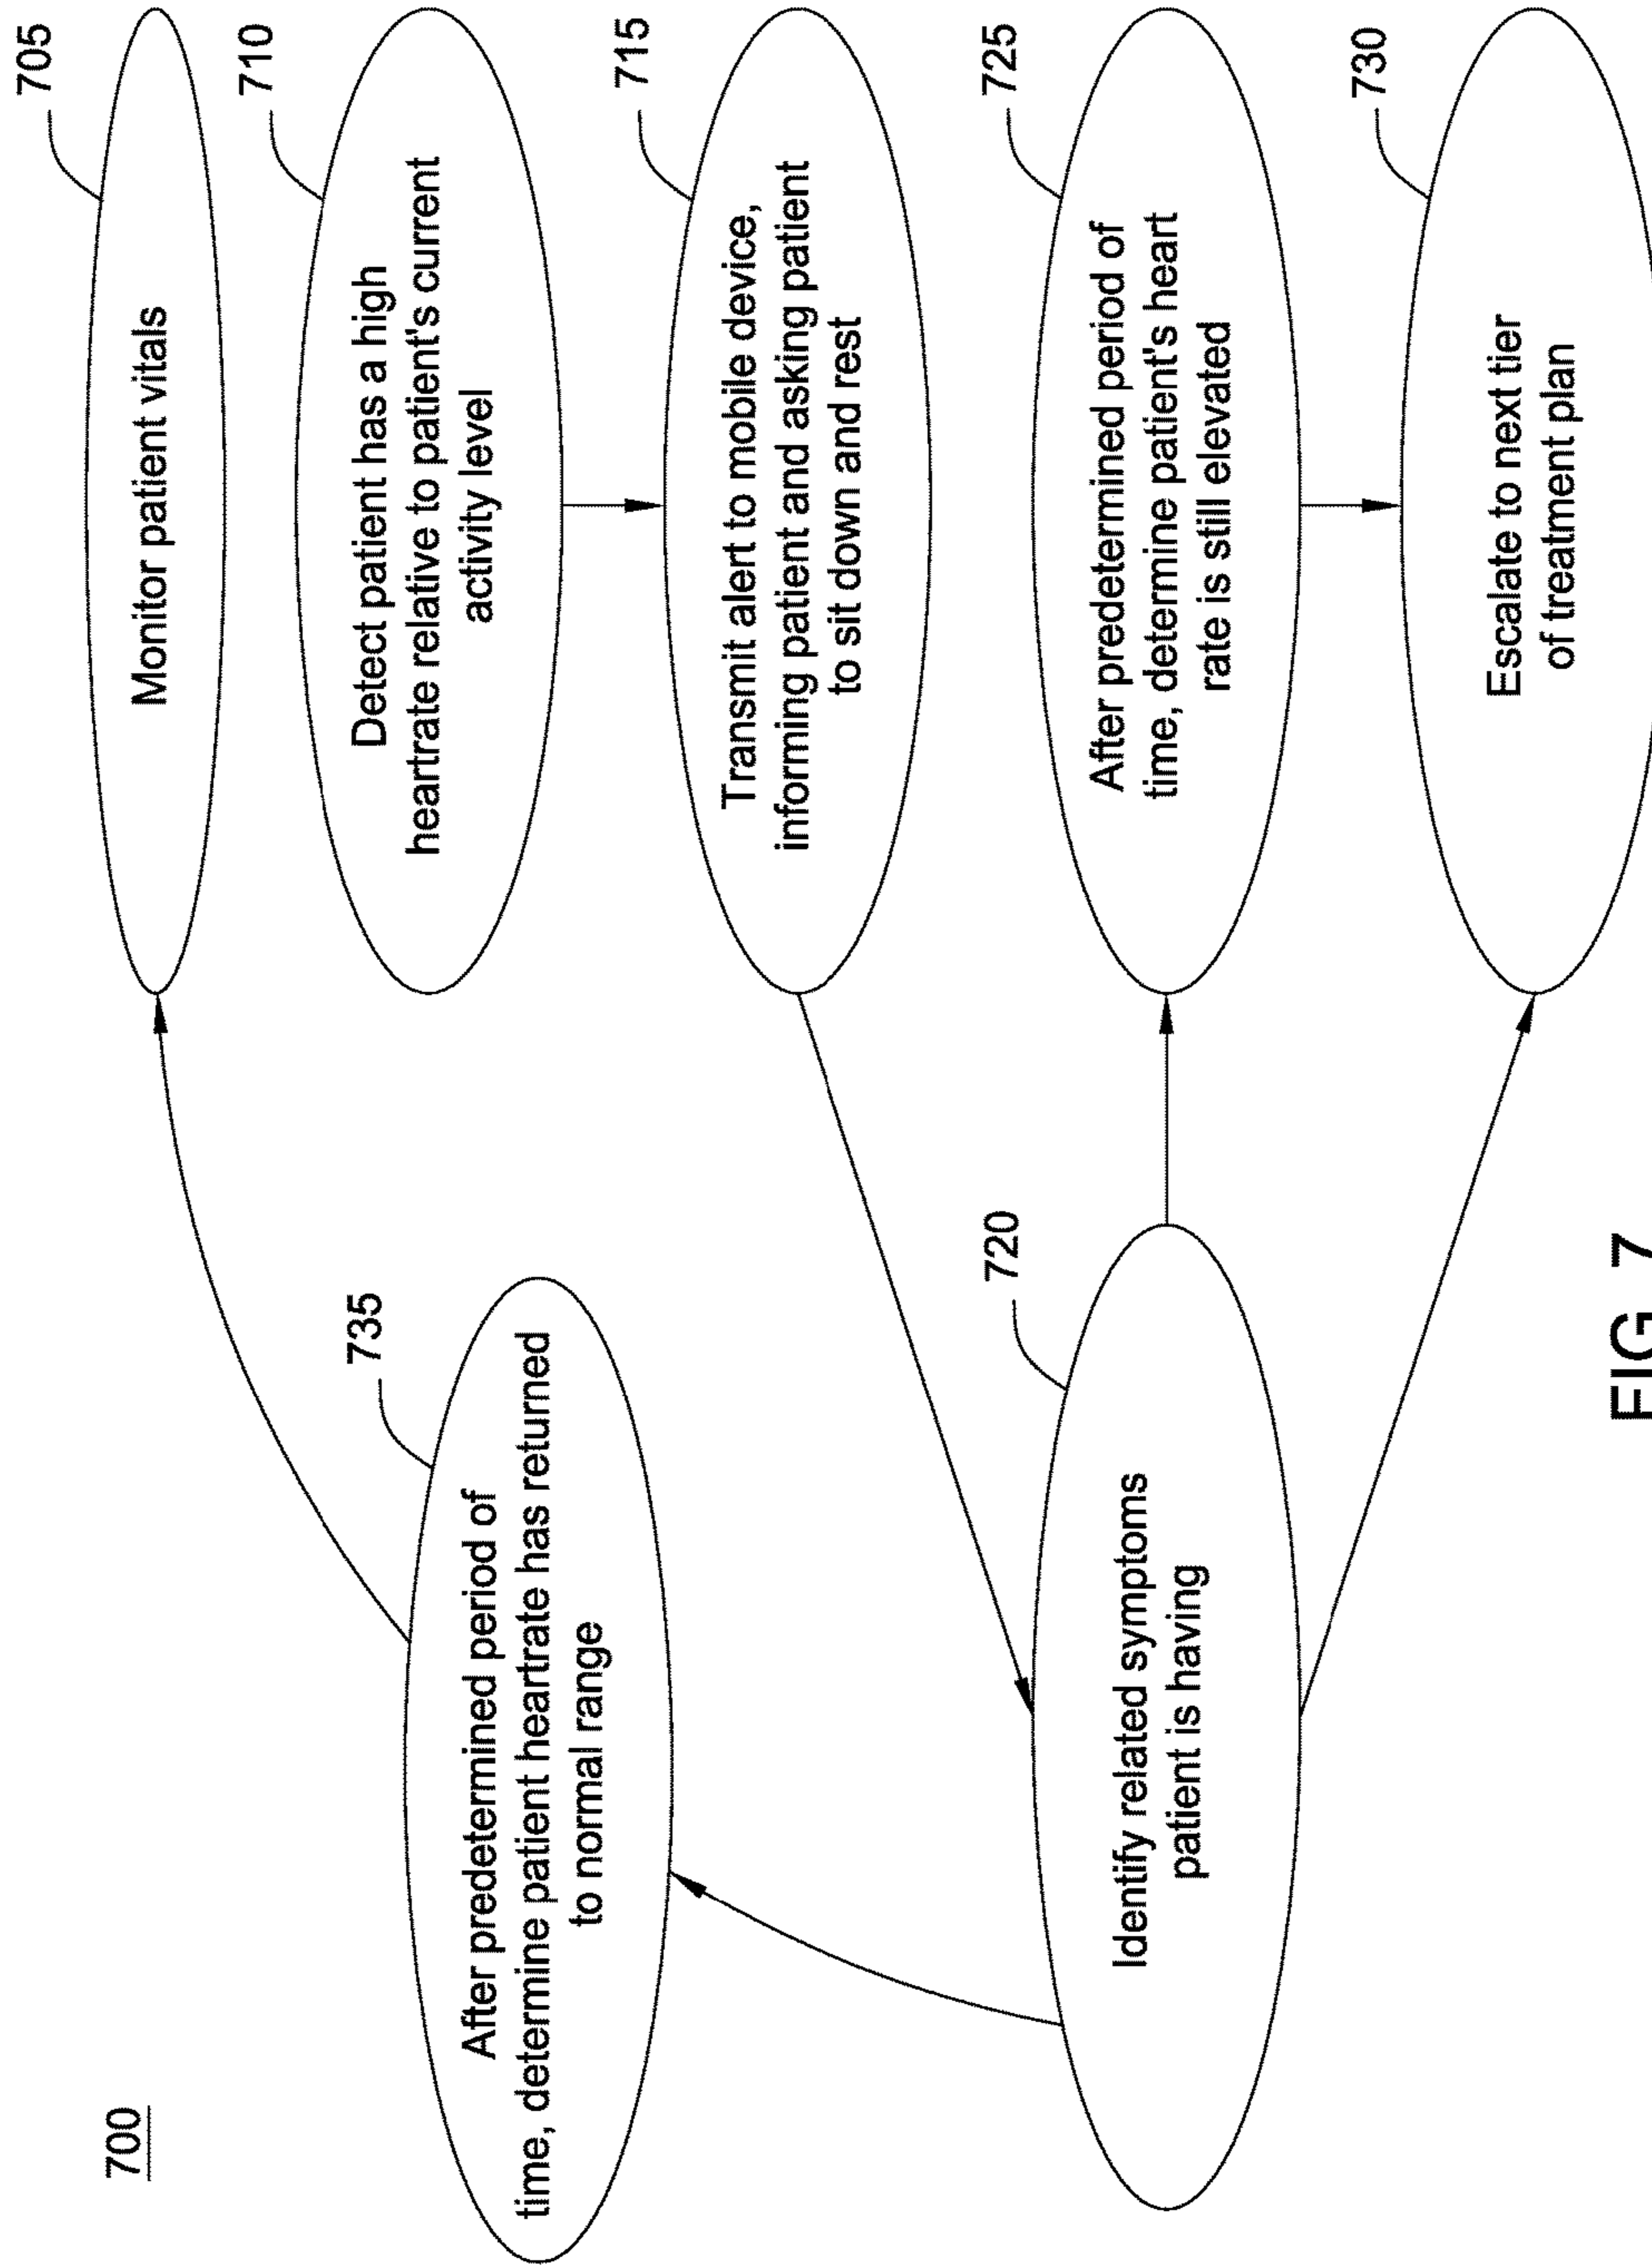 700
705
Monitor patient vitals
710
Detect patient has a high
heartrate relative to patient's current
activity level
715
Transmit alert to mobile device,
informing patient and asking patient
to sit down and rest
735
After predetermined period of
time, determine patient heartrate has returned
to normal range
720
Identify related symptoms
patient is having
725
After predetermined period of
time, determine patient's heart
rate is still elevated
730
Escalate to next tier
of treatment plan
FIG. 7